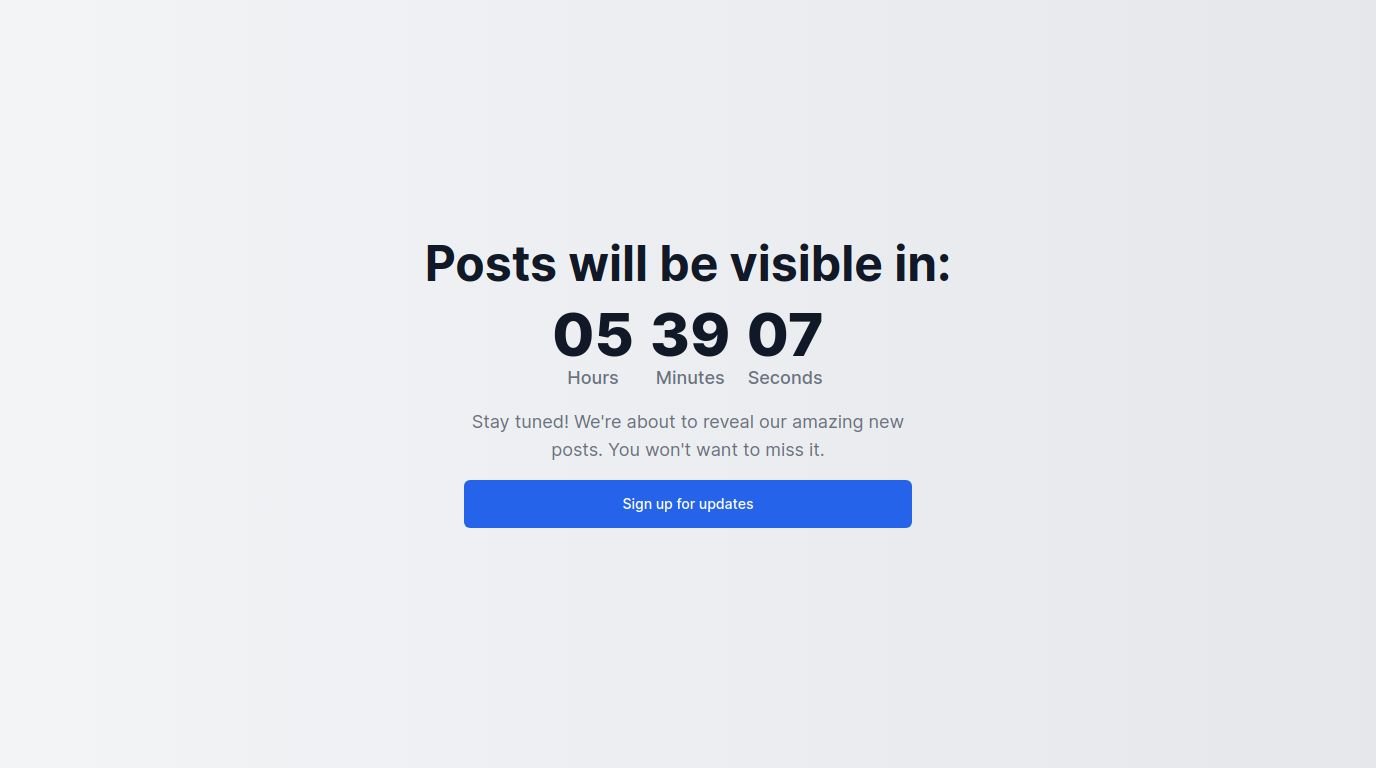 Posts will be visible in:
05 39 07
Hours Minutes Seconds
Stay tuned! We're about to reveal our amazing new
posts. You won't want to miss it.
Sign up for updates